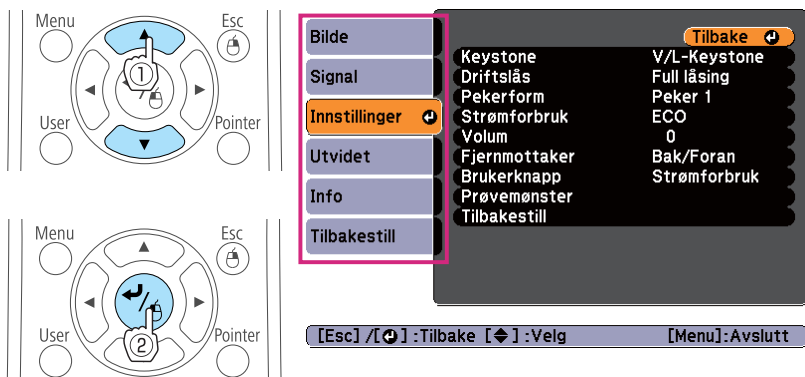 Menu Esc
①
User Pointer
Menu Esc
User Pointer
②
Bilde
Signal
Innstillinger
Utvidet
Info
Tilbakestill
Tilbake
Keystone V/L-Keystone
Driftslås Full låsing
Pekerform Peker 1
Strømforbruk ECO
Volum 0
Fjernmottaker Bak/Foran
Brukerknapp Strømforbruk
Prøvemønster
Tilbakestill
[Esc] /[⏎] :Tilbake [◆] :Velg [Menu]:Avslutt